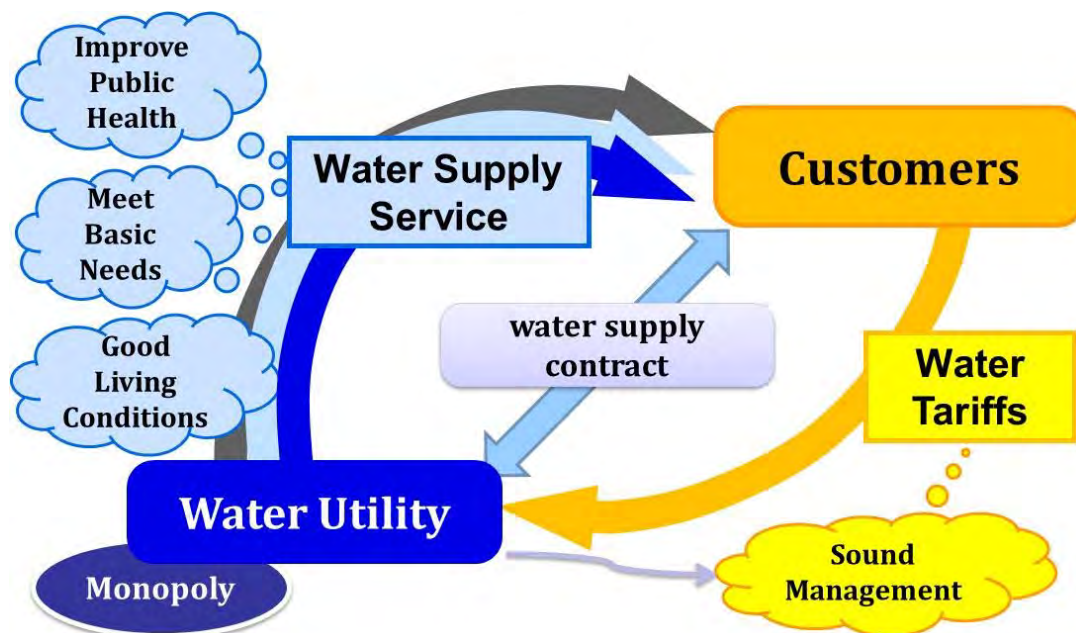 Improve
Public
Health
Meet
Basic
Needs
Good
Living
Conditions
Water Supply
Service
Customers
water supply
contract
Water
Tariffs
Water Utility
Monopoly
Sound
Management